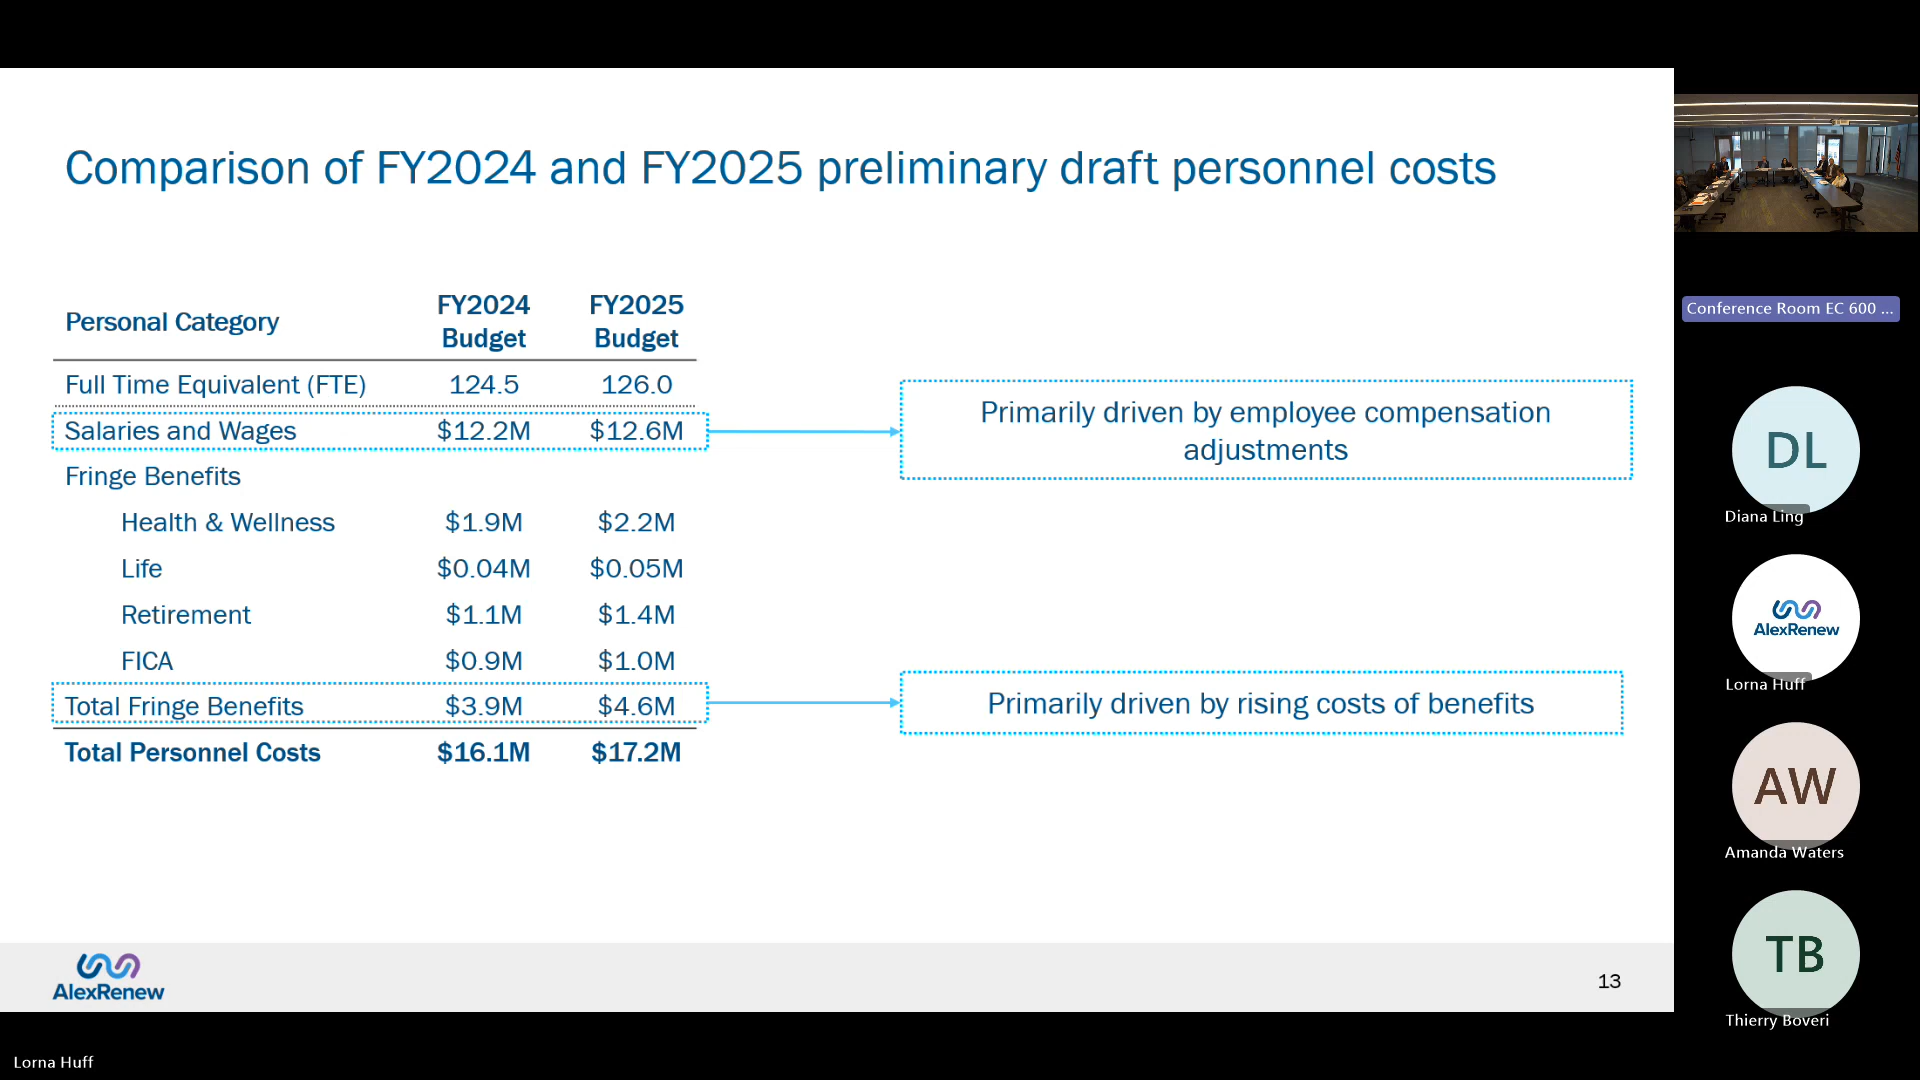 Comparison of FY2024 and FY2025 preliminary draft personnel costs
Personal Category FY2024 Budget FY2025 Budget
Full Time Equivalent (FTE) 124.5 126.0
Salaries and Wages $12.2M $12.6M
Primarily driven by employee compensation
adjustments
Fringe Benefits
Health & Wellness $1.9M $2.2M
Life $0.04M $0.05M
Retirement $1.1M $1.4M
FICA $0.9M $1.0M
Total Fringe Benefits $3.9M $4.6M
Primarily driven by rising costs of benefits
Total Personnel Costs $16.1M $17.2M
AlexRenew
13
Conference Room EC 600 ...
DL
Diana Ling
AlexRenew
Lorna Huff
AW
Amanda Waters
TB
Thierry Boveri
Lorna Huff